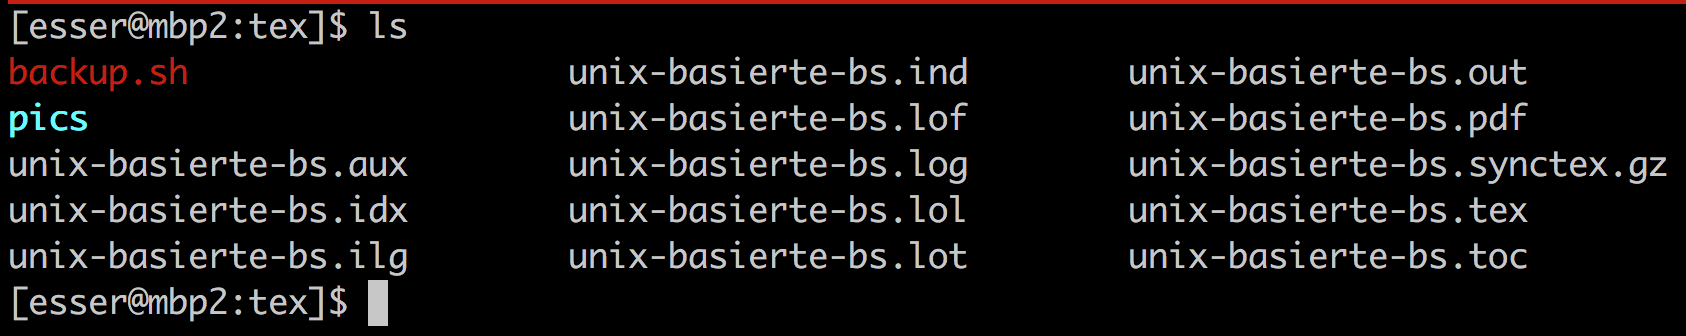 [esser@mbp2:tex]$ ls
backup.sh unix-basierte-bs.ind unix-basierte-bs.out
pics unix-basierte-bs.lof unix-basierte-bs.pdf
unix-basierte-bs.aux unix-basierte-bs.log unix-basierte-bs.synctex.gz
unix-basierte-bs.idx unix-basierte-bs.lol unix-basierte-bs.tex
unix-basierte-bs.ilg unix-basierte-bs.lot unix-basierte-bs.toc
[esser@mbp2:tex]$